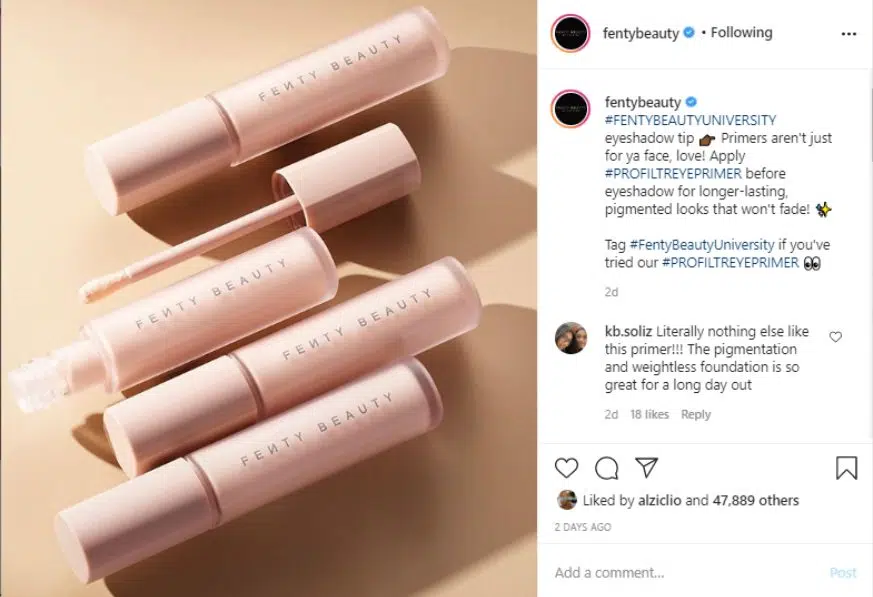 FENTY BEAUTY
FENTY BEAUTY
FENTY BEAUTY
FENTY BEAUTY
fentybeauty • Following
fentybeauty
#FENTYBEAUTYUNIVERSITY
eyeshadow tip 👉🏾 Primers aren't just
for ya face, love! Apply
#PROFILTREYEPRIMER before
eyeshadow for longer-lasting,
pigmented looks that won't fade! ✨
Tag #FentyBeautyUniversity if you've
tried our #PROFILTREYEPRIMER 👀
2d
kb.soliz Literally nothing else like
this primer!!! The pigmentation
and weightless foundation is so
great for a long day out
2d 18 likes Reply
Liked by alziclio and 47,889 others
2 DAYS AGO
Add a comment... Post